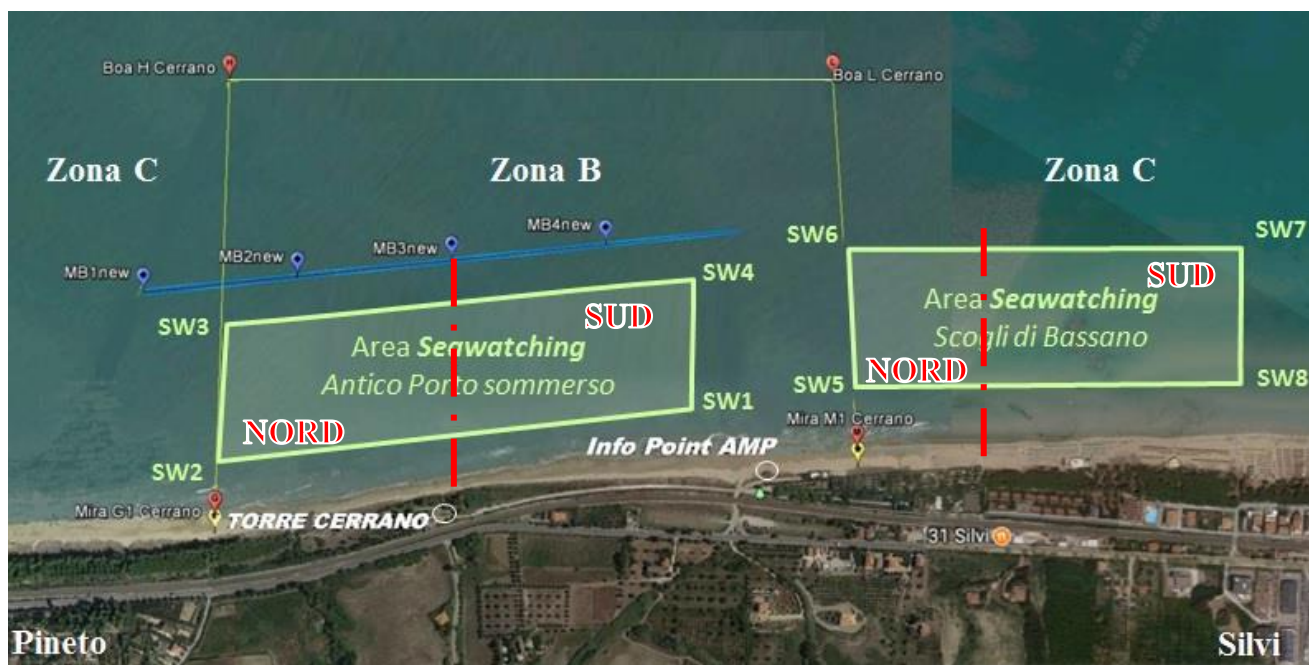 Boa H Cerrano
Boa L Cerrano
Zona C
Zona B
Zona C
MB1new
MB2new
MB3new
MB4new
SW6
SW7
SW3
SW4
SUD
Area Seawatching
Antico Porto sommerso
NORD
SW2
SW1
SUD
Area Seawatching
Scogli di Bassano
NORD
SW5
SW8
Mira M1 Cerrano
Info Point AMP
Mira G1 Cerrano
TORRE CERRANO
'31 Silvi
Pineto
Silvi